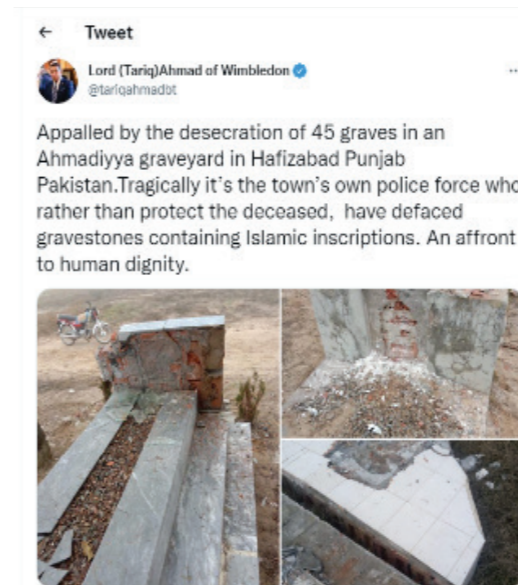 Tweet
Lord (Tariq)Ahmad of Wimbledon
@tariqahmadbt
Appalled by the desecration of 45 graves in an
Ahmadiyya graveyard in Hafizabad Punjab
Pakistan.Tragically it's the town's own police force who
rather than protect the deceased, have defaced
gravestones containing Islamic inscriptions. An affront
to human dignity.